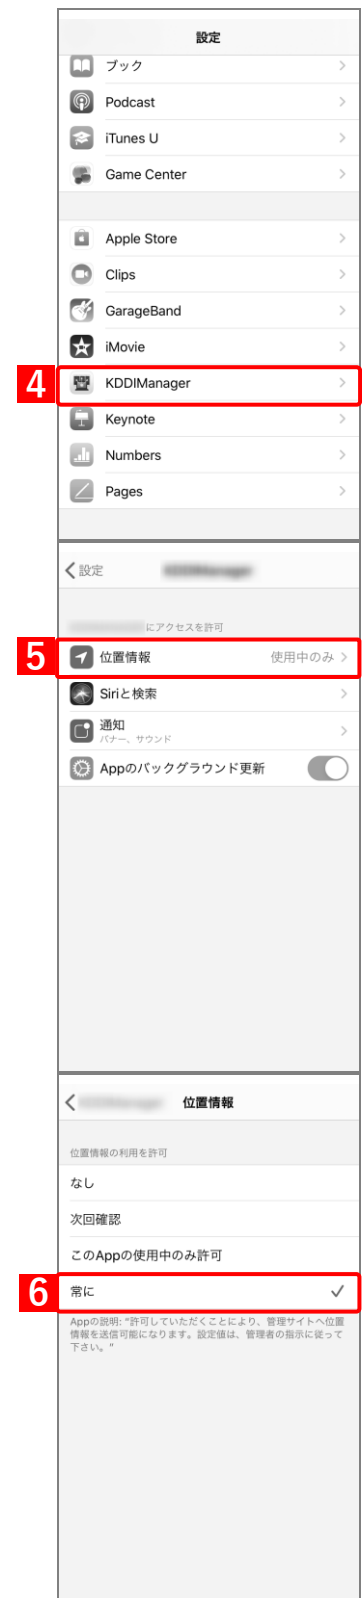 設定
ブック
Podcast
iTunes U
Game Center
Apple Store
Clips
GarageBand
iMovie
4
KDDIManager
Keynote
Numbers
Pages
設定
にアクセスを許可
5
位置情報 使用中のみ
Siriと検索
通知
バナー、サウンド
Appのバックグラウンド更新
位置情報
位置情報の利用を許可
なし
次回確認
このAppの使用中のみ許可
6
常に
Appの説明: “許可していただくことにより、管理サイトへ位置
情報を送信可能になります。設定値は、管理者の指示に従って
下さい。”